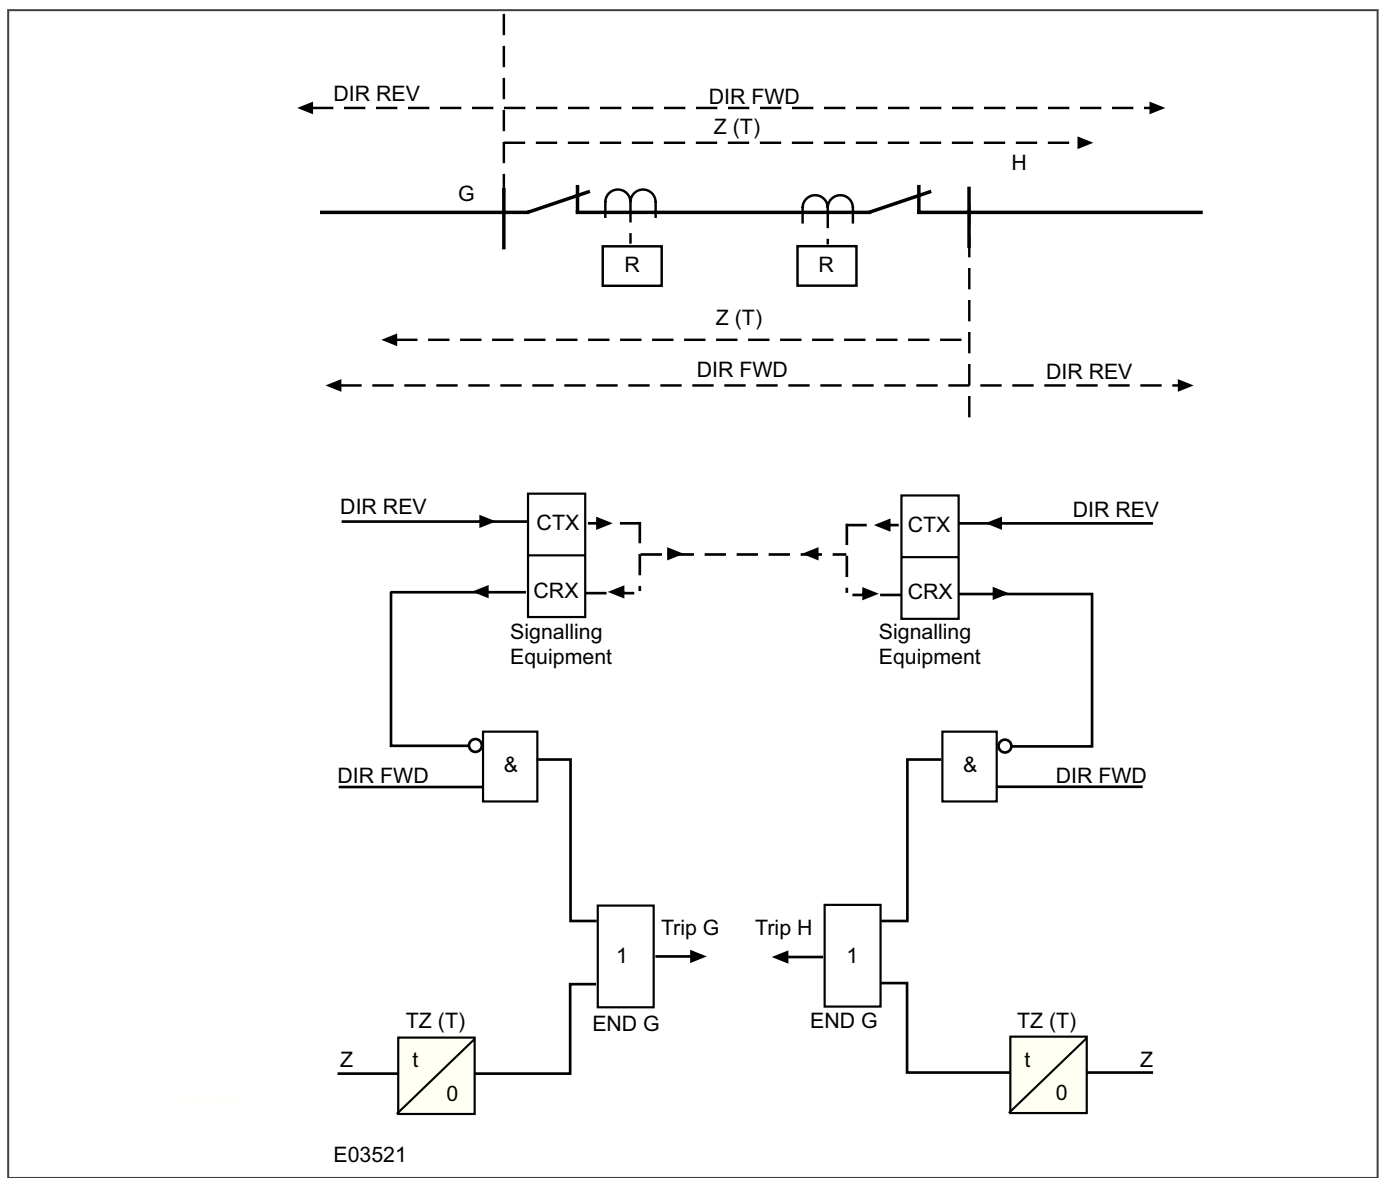 DIR REV
DIR FWD
Z (T)
H
G
R
R
Z (T)
DIR FWD
DIR REV
DIR REV
CTX
CTX
DIR REV
CRX
CRX
Signalling
Equipment
Signalling
Equipment
&
&
DIR FWD
DIR FWD
Trip G
Trip H
1
1
END G
END G
TZ (T)
TZ (T)
Z
t
0
t
0
Z
E03521